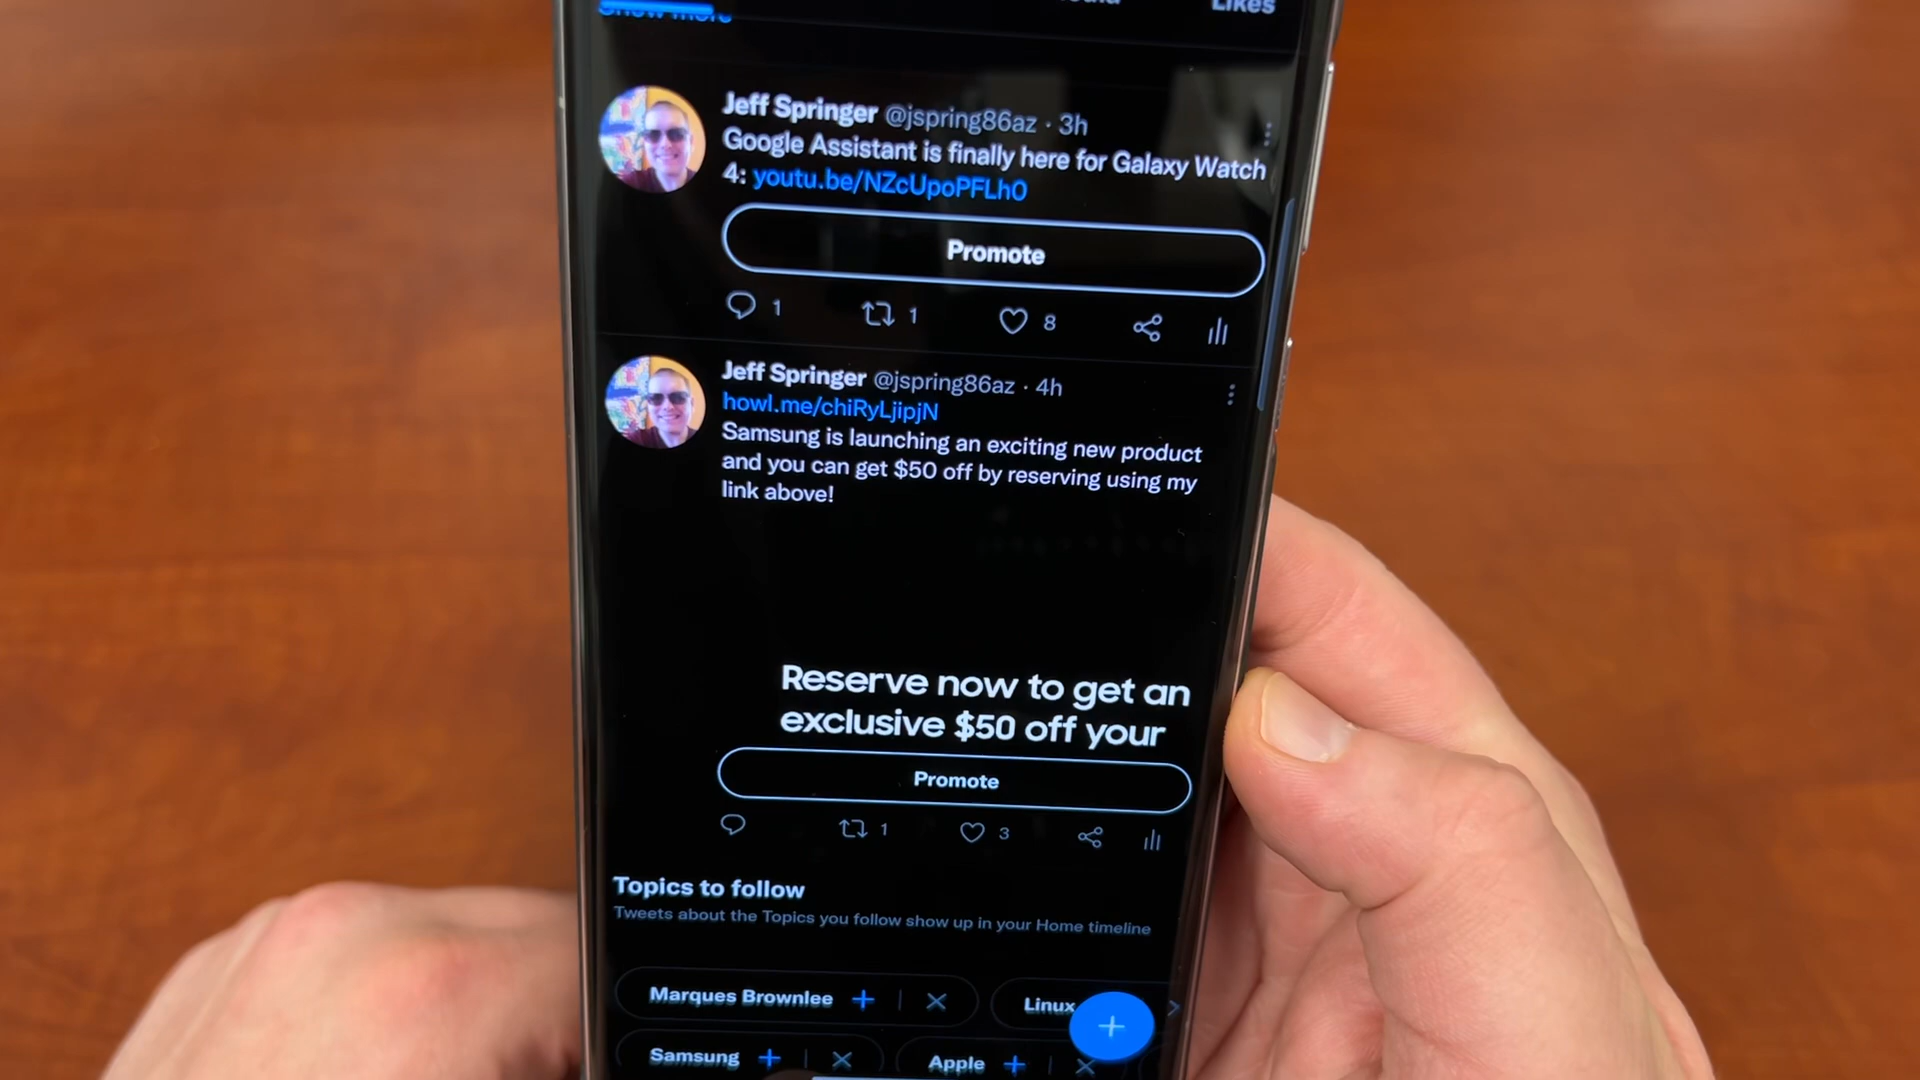 Show more
Likes
Jeff Springer @jspring86az · 3h
Google Assistant is finally here for Galaxy Watch
4: youtu.be/NZcUpoPFLh0
Promote
1 1 8
Jeff Springer @jspring86az · 4h
howl.me/chiRyLjipjN
Samsung is launching an exciting new product
and you can get $50 off by reserving using my
link above!
Reserve now to get an
exclusive $50 off your
Promote
1 3
Topics to follow
Tweets about the Topics you follow show up in your Home timeline
Marques Brownlee
Linux
Samsung
Apple